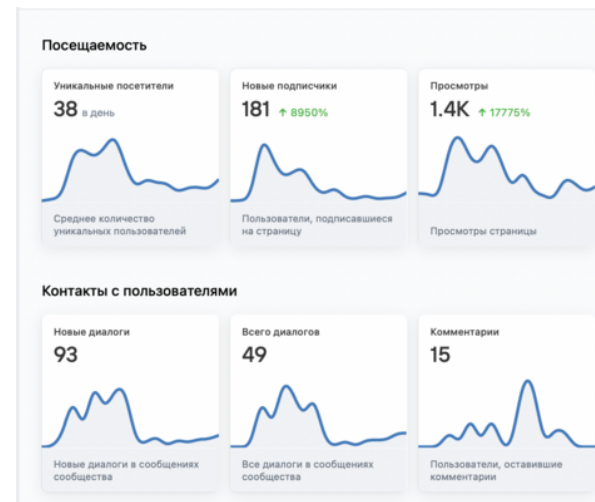 Посещаемость
Уникальные посетители
38 в день
Среднее количество
уникальных пользователей
Новые подписчики
181 ↑ 8950%
Пользователи, подписавшиеся
на страницу
Просмотры
1.4K ↑ 17775%
Просмотры страницы
Контакты с пользователями
Новые диалоги
93
Новые диалоги в сообщениях
сообщества
Всего диалогов
49
Все диалоги в сообщениях
сообщества
Комментарии
15
Пользователи, оставившие
комментарии